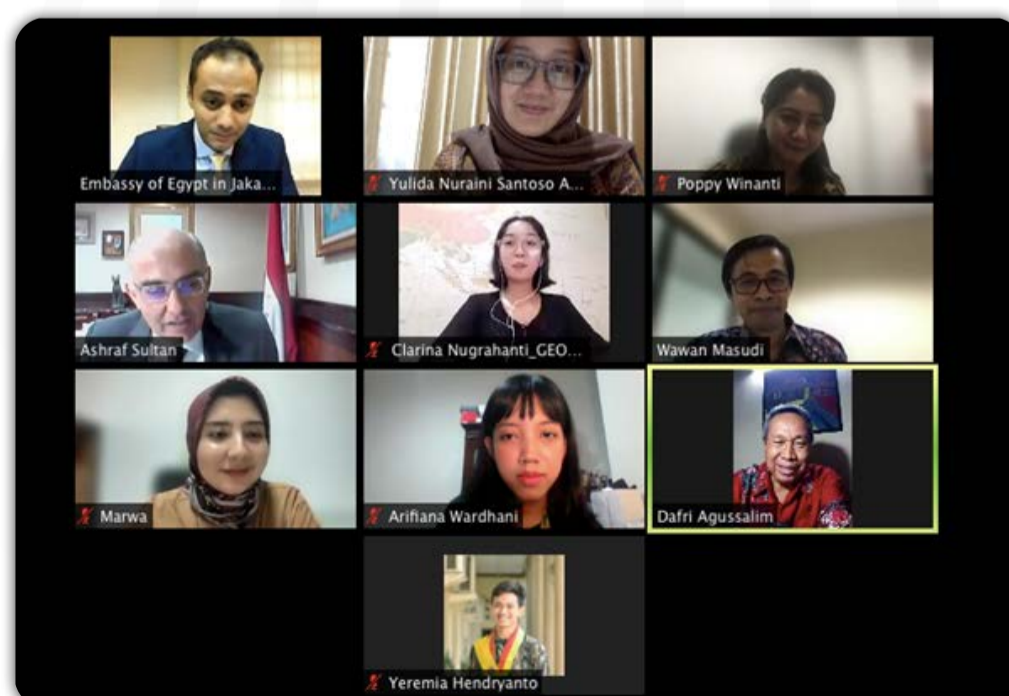 Embassy of Egypt in Jaka...
Yulida Nuraini Santoso A...
Poppy Winanti
Ashraf Sultan
Clarina Nugrahanti_GEO...
Wawan Masudi
Marwa
Arifiana Wardhani
Dafri Agussalim
Yeremia Hendryanto